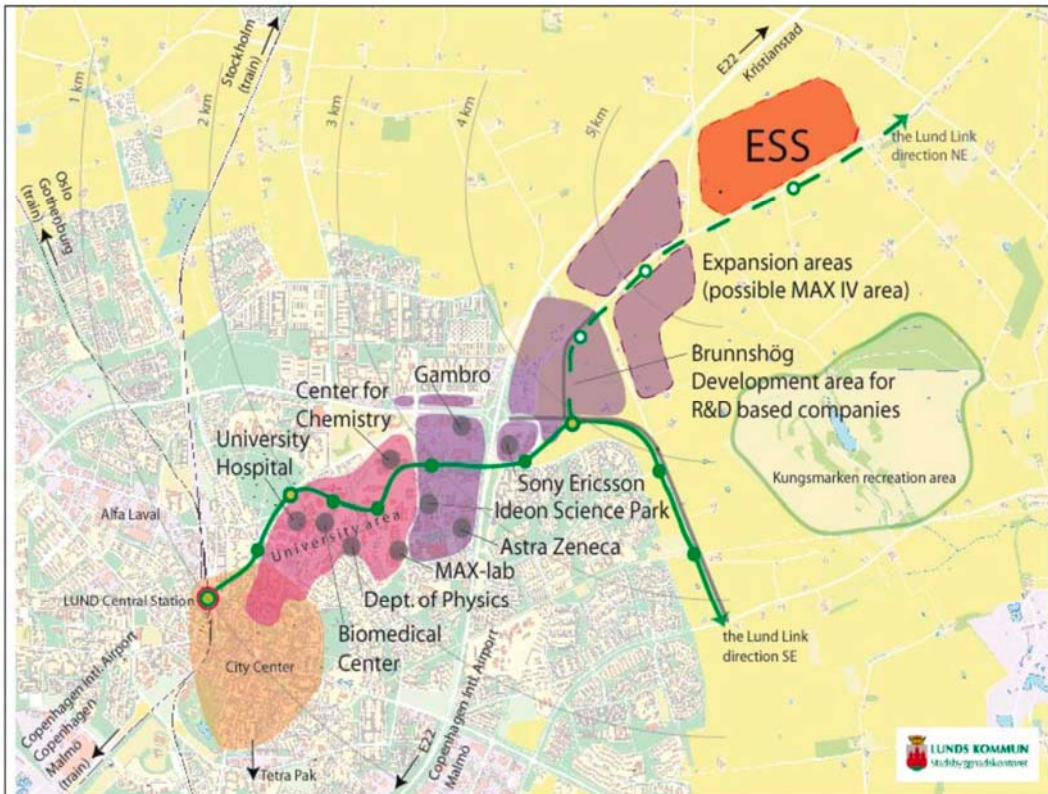 1 km
Stockholm
(train)
2 km
3 km
4 km
5 km
E22
Kristianstad
ESS
the Lund Link
direction NE
Oslo
Gothenburg
(train)
Expansion areas
(possible MAX IV area)
Gambro
Center for
Chemistry
Brunnshög
Development area for
R&D based companies
University
Hospital
Sony Ericsson
Ideon Science Park
Kungsmarken recreation area
Alfa Laval
University area
Astra Zeneca
MAX-lab
Dept. of Physics
LUND Central Station
Biomedical
Center
the Lund Link
direction SE
City Center
Copenhagen Intl. Airport
Copenhagen
Malmö
(train)
E22
Copenhagen Intl. Airport
Malmö
Tetra Pak
LUNDS KOMMUN
Stadsbyggnadskontoret